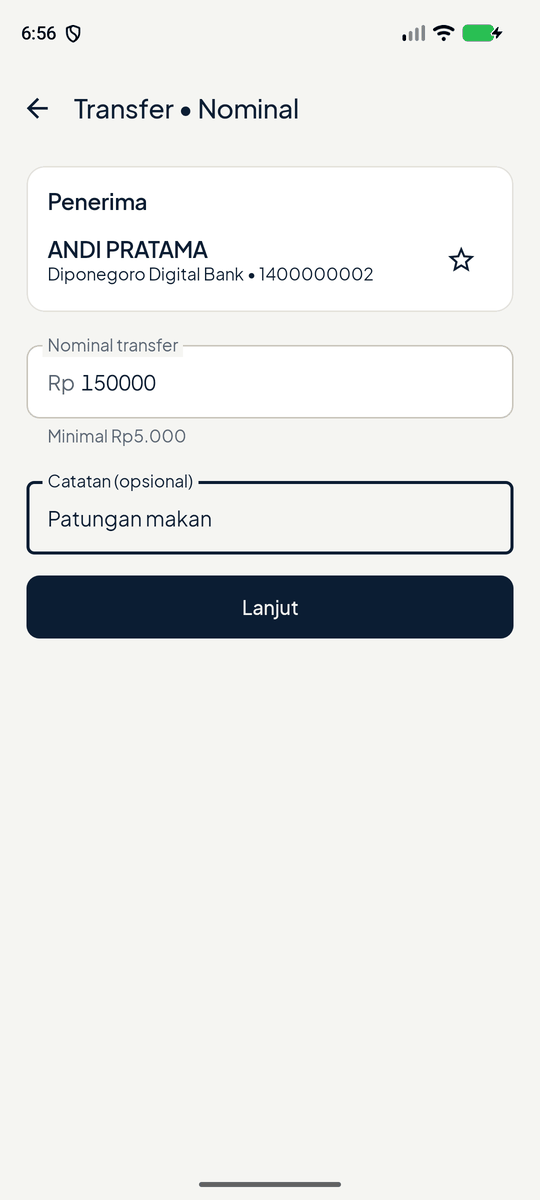 6:56
Transfer • Nominal
Penerima
ANDI PRATAMA
Diponegoro Digital Bank • 1400000002
Nominal transfer
Rp 150000
Minimal Rp5.000
Catatan (opsional)
Patungan makan
Lanjut